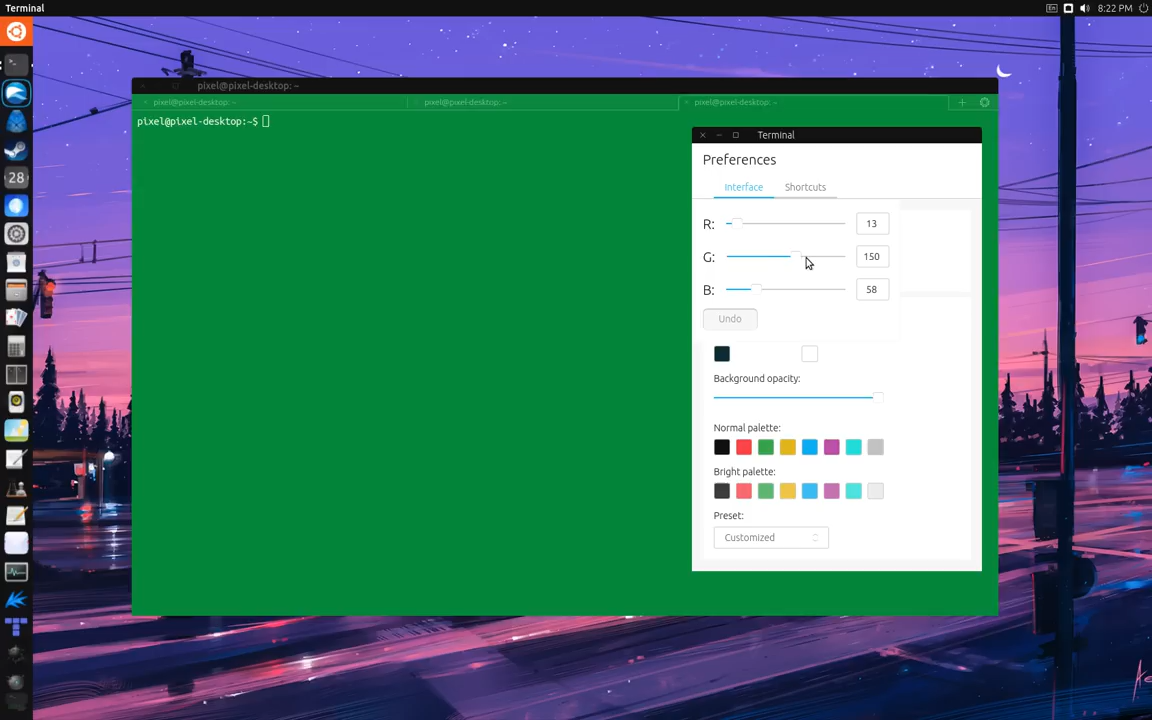 Terminal
En
8:22 PM
pixel@pixel-desktop: ~
pixel@pixel-desktop: ~
pixel@pixel-desktop: ~
pixel@pixel-desktop: ~
pixel@pixel-desktop:~$
28
Terminal
Preferences
Interface
Shortcuts
R:
13
G:
150
B:
58
Undo
Background opacity:
Normal palette:
Bright palette:
Preset:
Customized